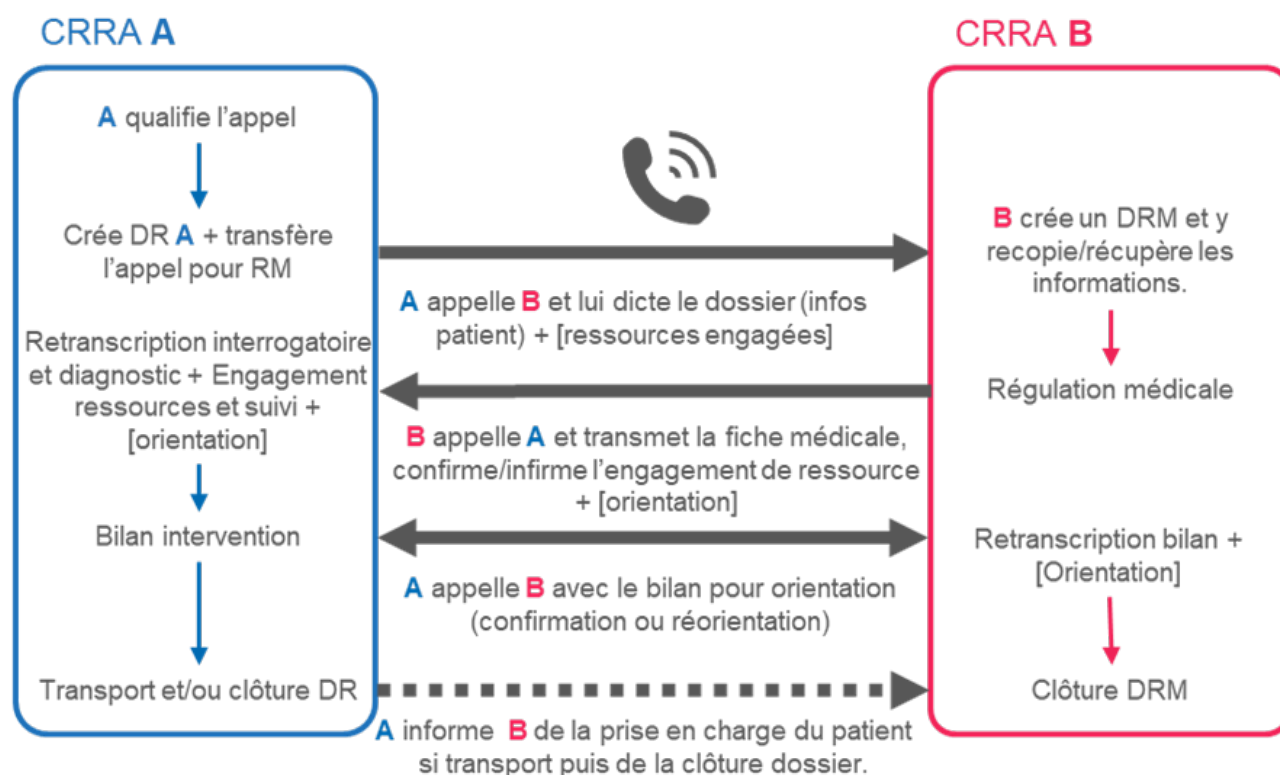 CRRA A
CRRA B
A qualifie l'appel
Crée DR A + transfère
l'appel pour RM
Retranscription interrogatoire
et diagnostic + Engagement
ressources et suivi +
[orientation]
Bilan intervention
Transport et/ou clôture DR
A appelle B et lui dicte le dossier (infos
patient) + [ressources engagées]
B appelle A et transmet la fiche médicale,
confirme/infirme l'engagement de ressource
+ [orientation]
A appelle B avec le bilan pour orientation
(confirmation ou réorientation)
A informe B de la prise en charge du patient
si transport puis de la clôture dossier.
B crée un DRM et y
recopie/récupère les
informations.
Régulation médicale
Retranscription bilan +
[Orientation]
Clôture DRM